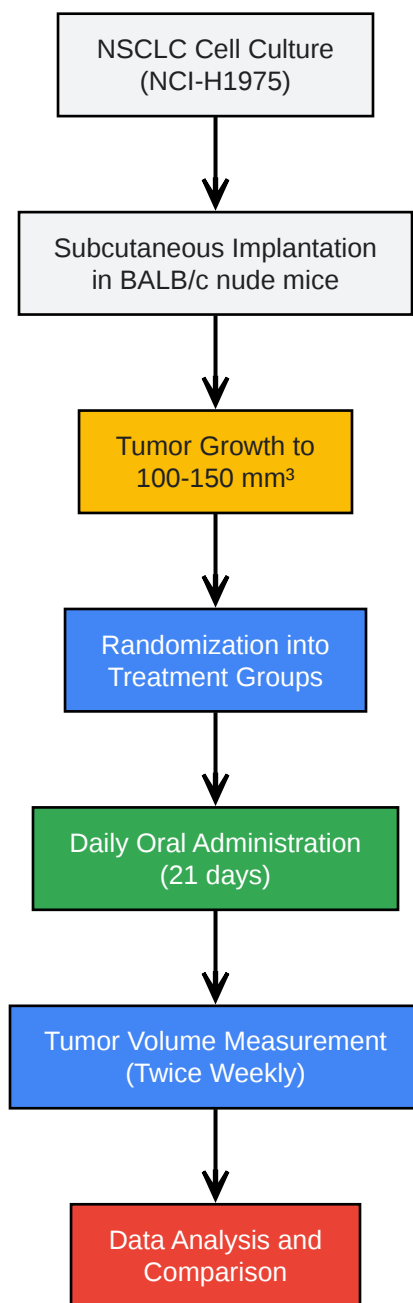 NSCLC Cell Culture
(NCI-H1975)
Subcutaneous Implantation
in BALB/c nude mice
Tumor Growth to
100-150 mm³
Randomization into
Treatment Groups
Daily Oral Administration
(21 days)
Tumor Volume Measurement
(Twice Weekly)
Data Analysis and
Comparison